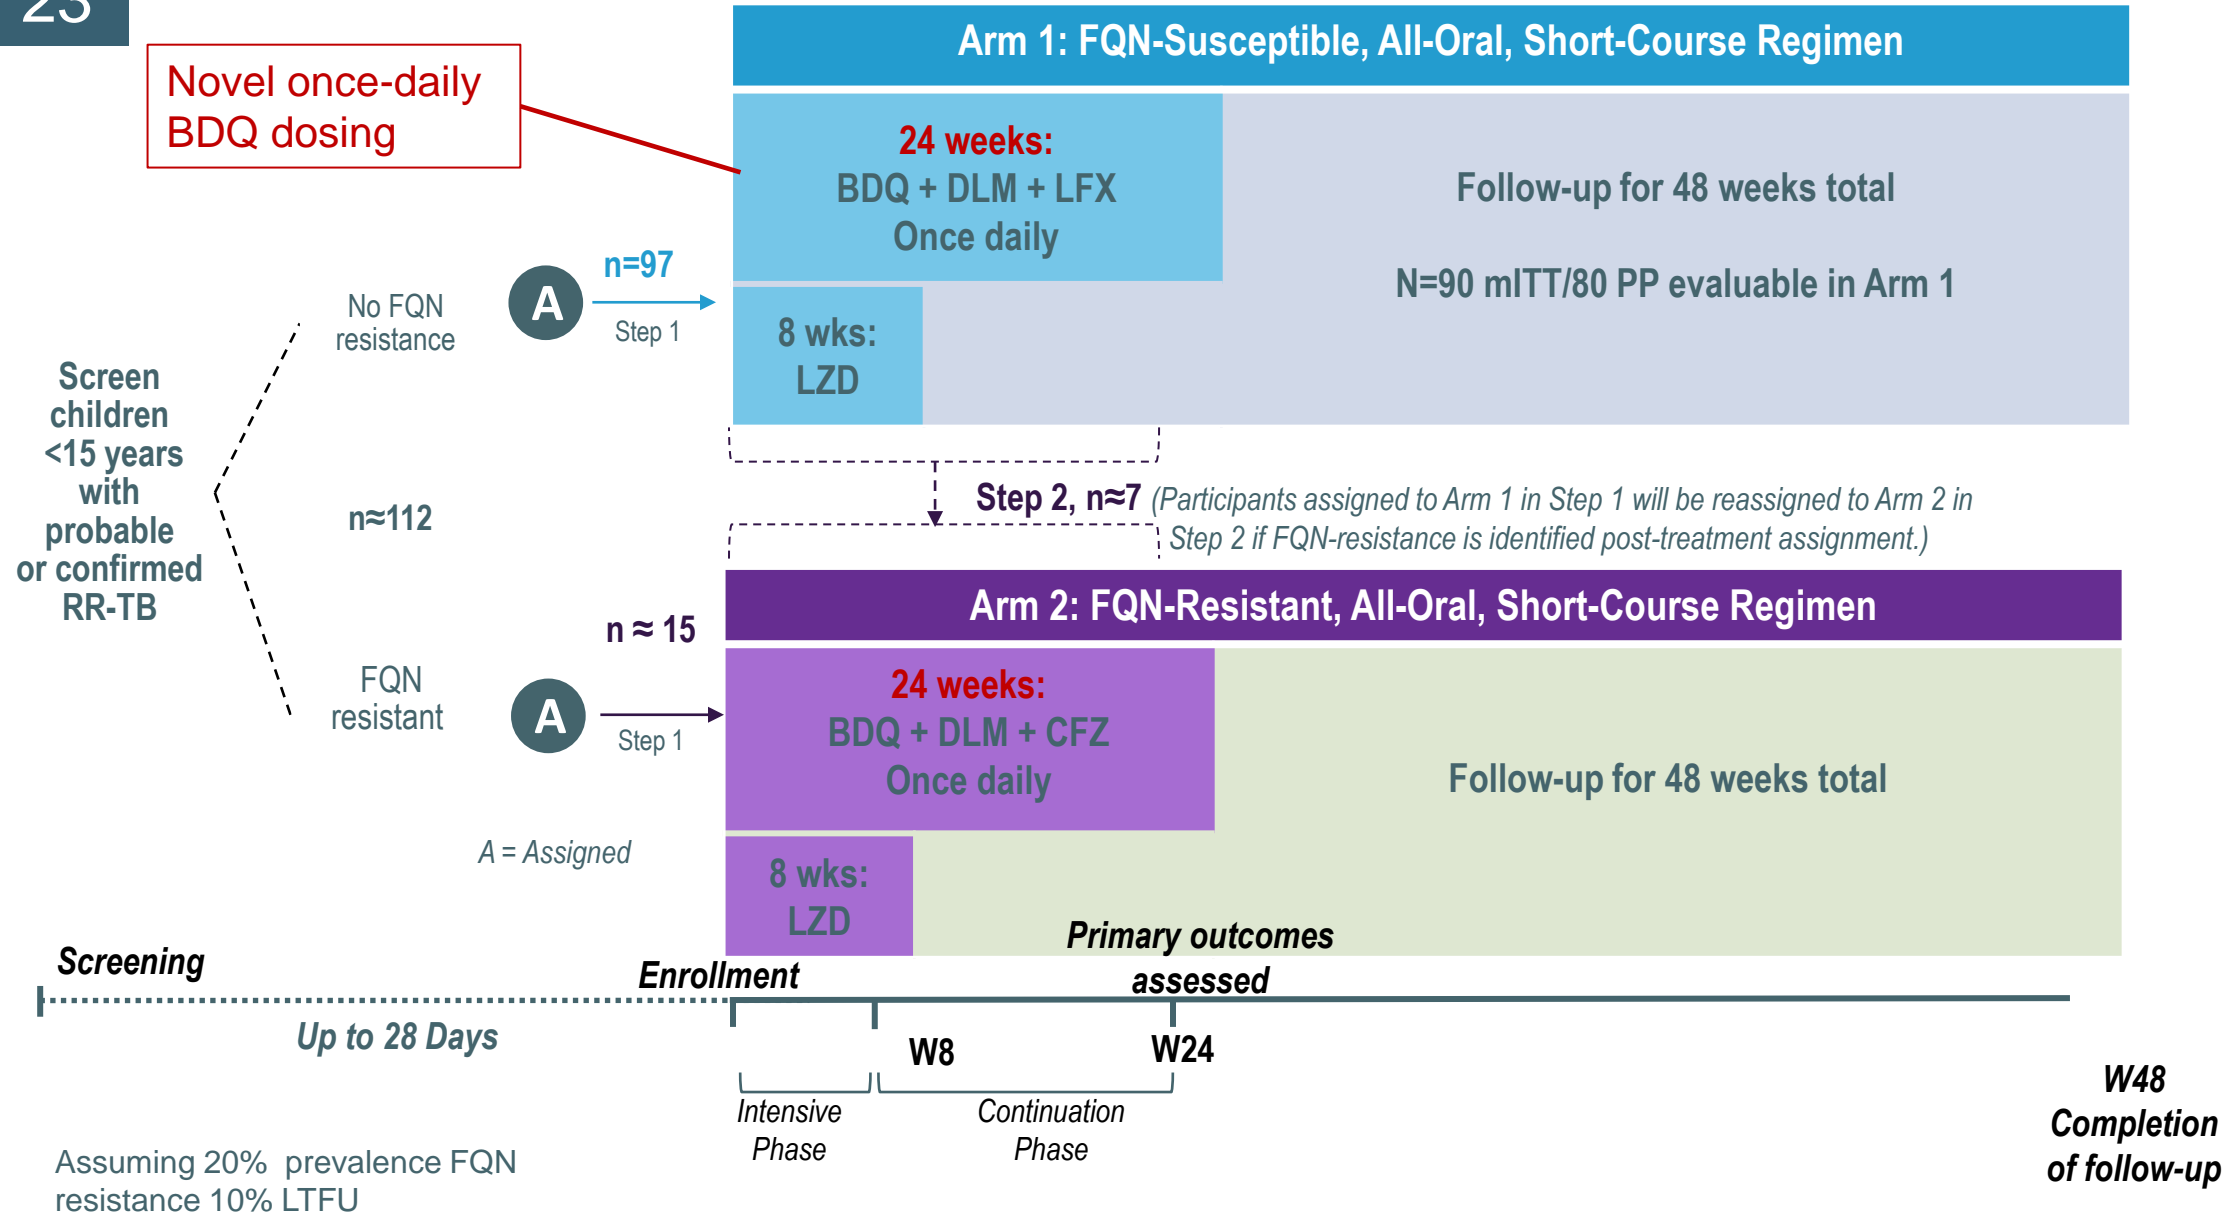 23
Novel once-daily
BDQ dosing
Arm 1: FQN-Susceptible, All-Oral, Short-Course Regimen
24 weeks:
BDQ + DLM + LFX
Once daily
8 wks:
LZD
Follow-up for 48 weeks total
N=90 mITT/80 PP evaluable in Arm 1
No FQN
resistance
A
n=97
Step 1
Screen
children
<15 years
with
probable
or confirmed
RR-TB
n≈112
Step 2, n≈7 (Participants assigned to Arm 1 in Step 1 will be reassigned to Arm 2 in
Step 2 if FQN-resistance is identified post-treatment assignment.)
Arm 2: FQN-Resistant, All-Oral, Short-Course Regimen
n ≈ 15
FQN
resistant
A
Step 1
24 weeks:
BDQ + DLM + CFZ
Once daily
8 wks:
LZD
Follow-up for 48 weeks total
A = Assigned
Primary outcomes
assessed
Screening
Enrollment
Up to 28 Days
W8
W24
Intensive
Phase
Continuation
Phase
W48
Completion
of follow-up
Assuming 20% prevalence FQN
resistance 10% LTFU